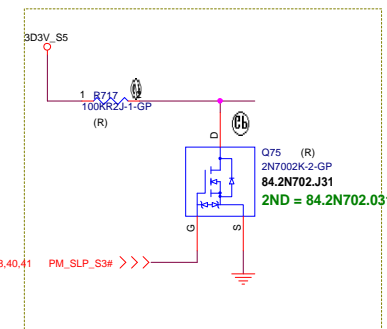 3D3V_S5
1 R717
100KR2J-1-GP
(R)
D
Q75 (R)
2N7002K-2-GP
84.2N702.J31
2ND = 84.2N702.03
G
S
,40,41 PM_SLP_S3#